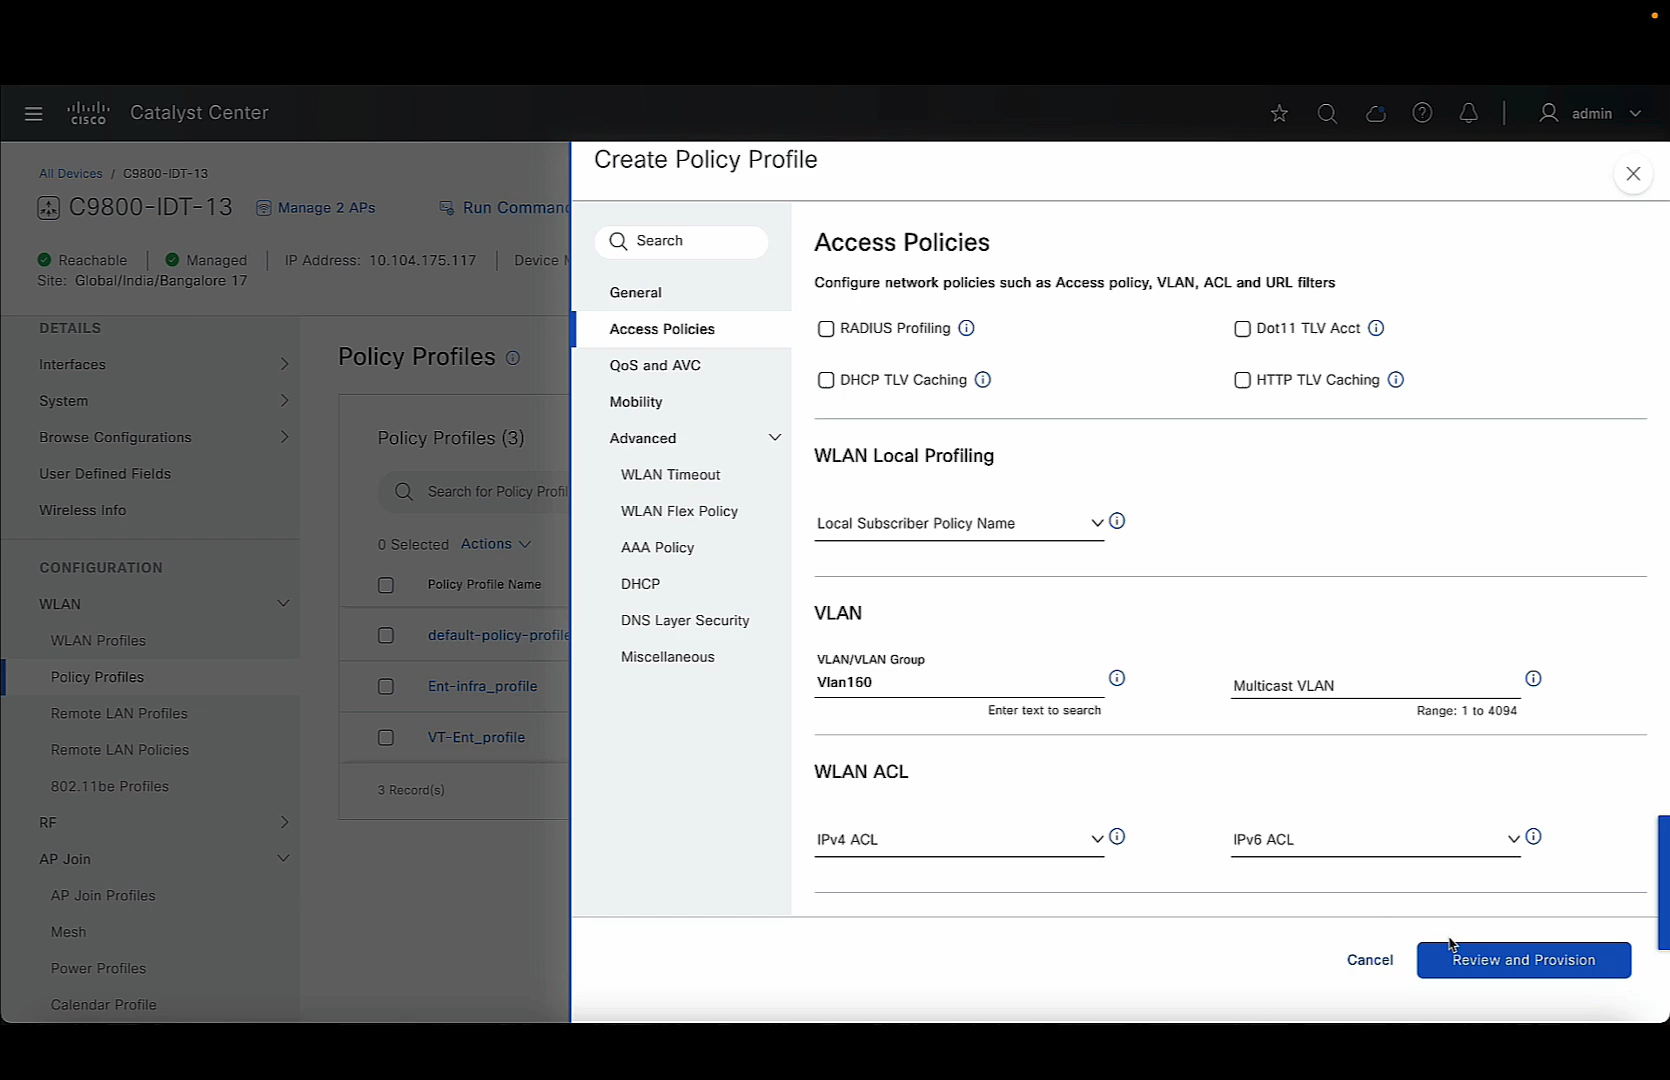 cisco Catalyst Center
admin
All Devices / C9800-IDT-13
C9800-IDT-13 Manage 2 APs Run Command
Reachable Managed IP Address: 10.104.175.117 Device
Site: Global/India/Bangalore 17
DETAILS
Interfaces
System
Browse Configurations
User Defined Fields
Wireless Info
CONFIGURATION
WLAN
WLAN Profiles
Policy Profiles
Remote LAN Profiles
Remote LAN Policies
802.11be Profiles
RF
AP Join
AP Join Profiles
Mesh
Power Profiles
Calendar Profile
Policy Profiles
Policy Profiles (3)
Search for Policy Profil
0 Selected Actions
Policy Profile Name
default-policy-profile
Ent-infra_profile
VT-Ent_profile
3 Record(s)
Create Policy Profile
Search
General
Access Policies
QoS and AVC
Mobility
Advanced
WLAN Timeout
WLAN Flex Policy
AAA Policy
DHCP
DNS Layer Security
Miscellaneous
Access Policies
Configure network policies such as Access policy, VLAN, ACL and URL filters
RADIUS Profiling Dot11 TLV Acct
DHCP TLV Caching HTTP TLV Caching
WLAN Local Profiling
Local Subscriber Policy Name
VLAN
VLAN/VLAN Group
Vlan160
Enter text to search
Multicast VLAN
Range: 1 to 4094
WLAN ACL
IPv4 ACL IPv6 ACL
Cancel Review and Provision